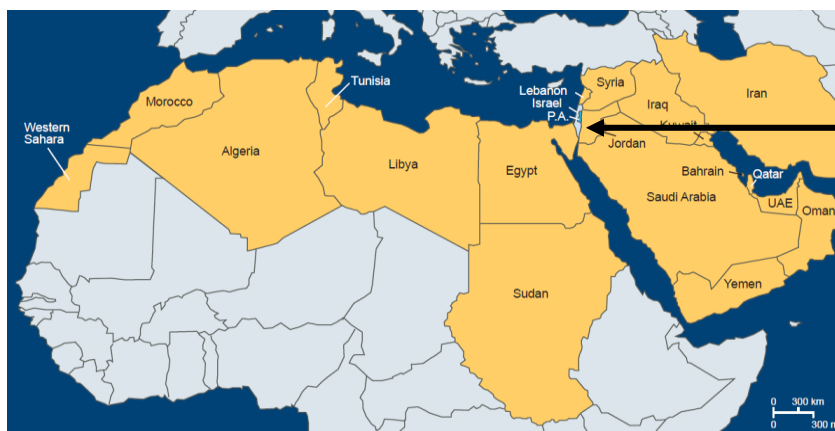 Tunisia
Morocco
Western
Sahara
Algeria
Libya
Egypt
Sudan
Lebanon
Israel
P.A.
Syria
Iraq
Iran
Jordan
Kuwait
Bahrain
Qatar
Saudi Arabia
UAE
Oman
Yemen
0 300 km
0 300 m